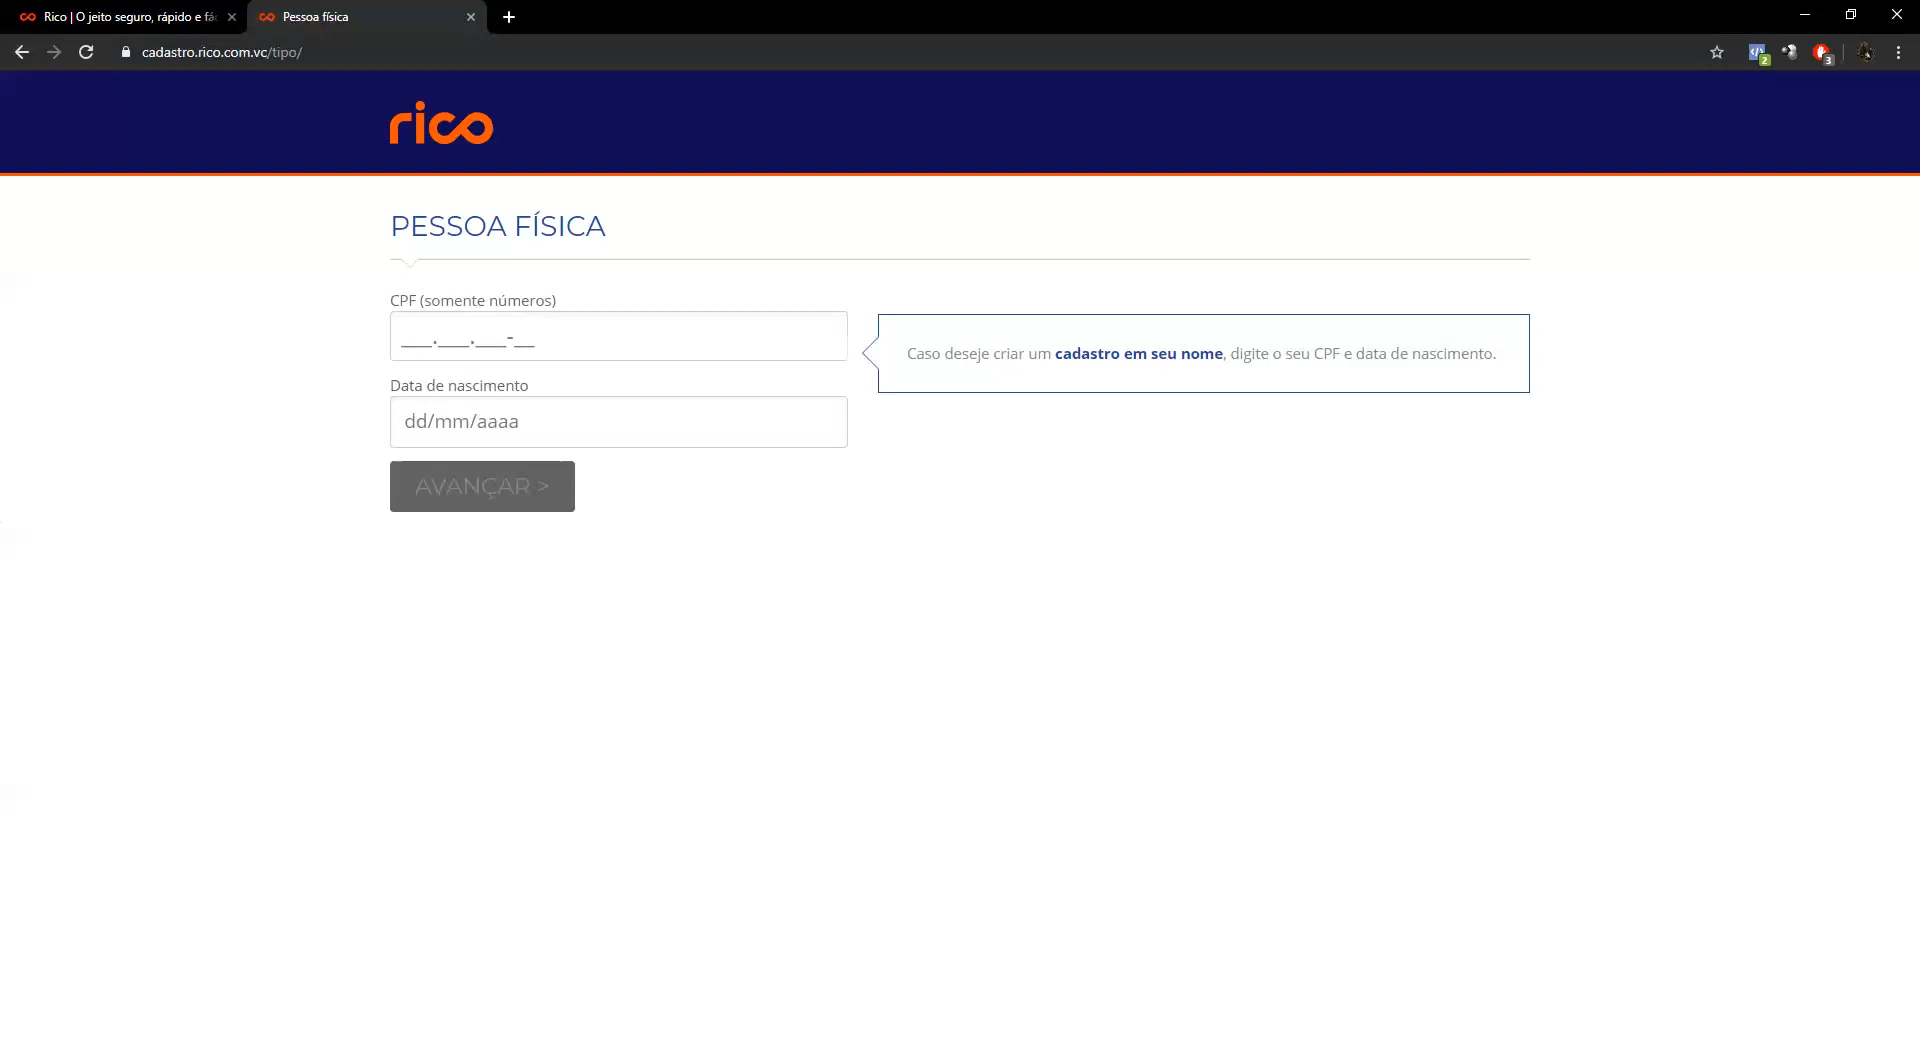 Rico | O jeito seguro, rápido e fá
Pessoa física
cadastro.rico.com.vc/tipo/
2
3
rico
PESSOA FÍSICA
CPF (somente números)
___.___.___-__
Caso deseje criar um cadastro em seu nome, digite o seu CPF e data de nascimento.
Data de nascimento
dd/mm/aaaa
AVANÇAR >